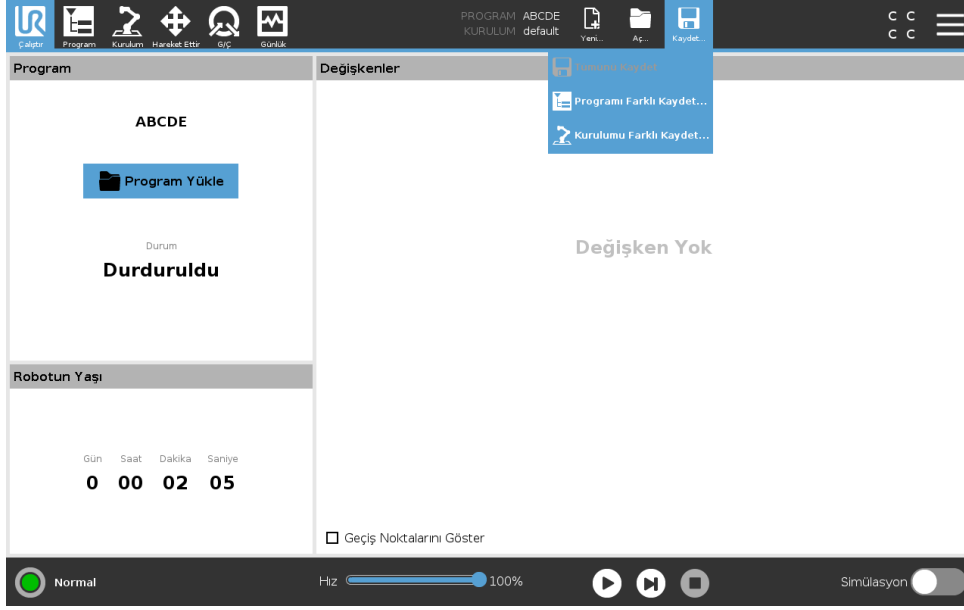 PROGRAM ABCDE
KURULUM default
Çalıştır Program Kurulum Hareket Ettir G/Ç Günlük Yeni... Aç... Kaydet...
C C
C C
Program
Değişkenler
Tümünü Kaydet
Programı Farklı Kaydet...
Kurulumu Farklı Kaydet...
ABCDE
Program Yükle
Durum
Durduruldu
Değişken Yok
Robotun Yaşı
Gün Saat Dakika Saniye
0 00 02 05
Geçiş Noktalarını Göster
Normal
Hız 100%
Simülasyon